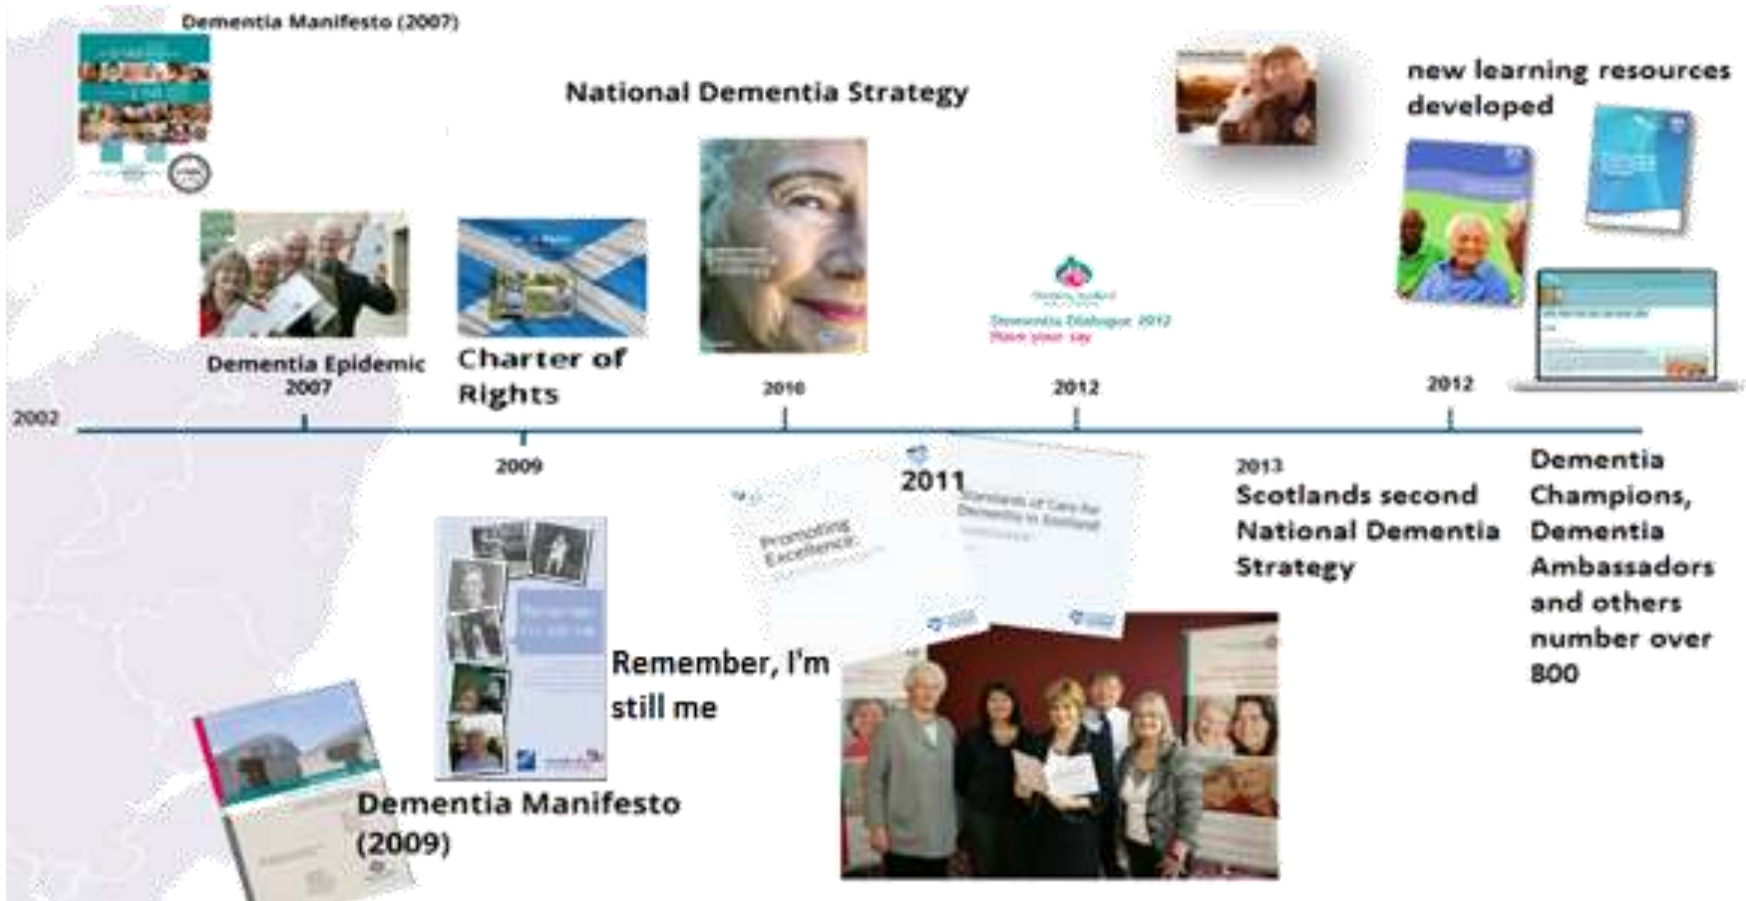 Dementia Manifesto (2007)
National Dementia Strategy
new learning resources
developed
Dementia Dialogue 2012
Have your say
Dementia Epidemic
2007
Charter of
Rights
2010
2012
2012
2002
2009
2011
2013
Scotlands second
National Dementia
Strategy
Dementia
Champions,
Dementia
Ambassadors
and others
number over
800
Promoting
Excellence:
Standards of Care for
Dementia in Scotland
Remember, I'm
still me
Dementia Manifesto
(2009)